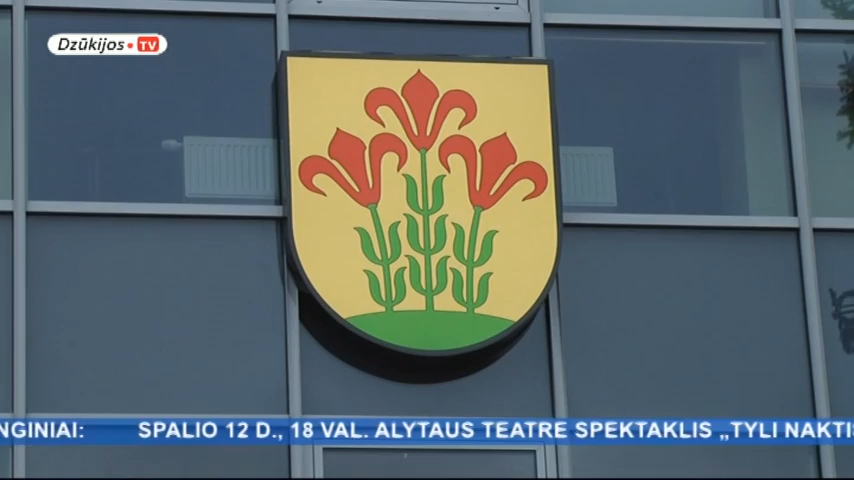 Dzūkijos TV
NGINIAI: SPALIO 12 D., 18 VAL. ALYTAUS TEATRE SPEKTAKLIS „TYLI NAKTIS